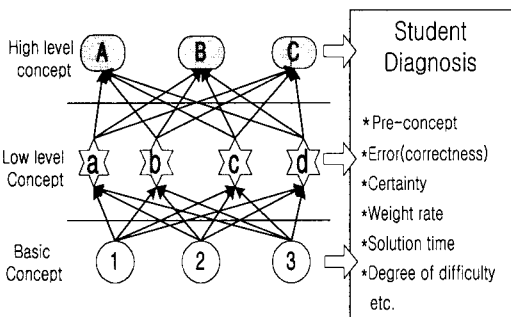 High level
concept
A
B
C
Low level
Concept
a
b
c
d
Basic
Concept
1
2
3
Student
Diagnosis
*Pre-concept
*Error(correctness)
*Certainty
*Weight rate
*Solution time
*Degree of difficulty
etc.